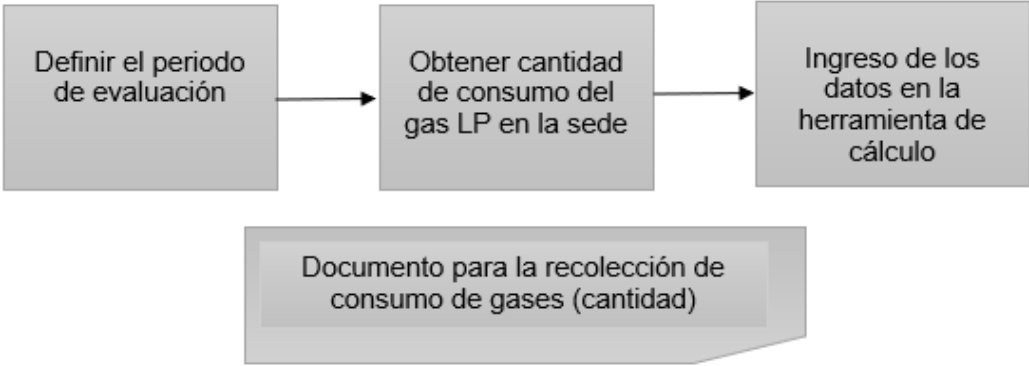 Definir el periodo
de evaluación
Obtener cantidad
de consumo del
gas LP en la sede
Ingreso de los
datos en la
herramienta de
cálculo
Documento para la recolección de
consumo de gases (cantidad)